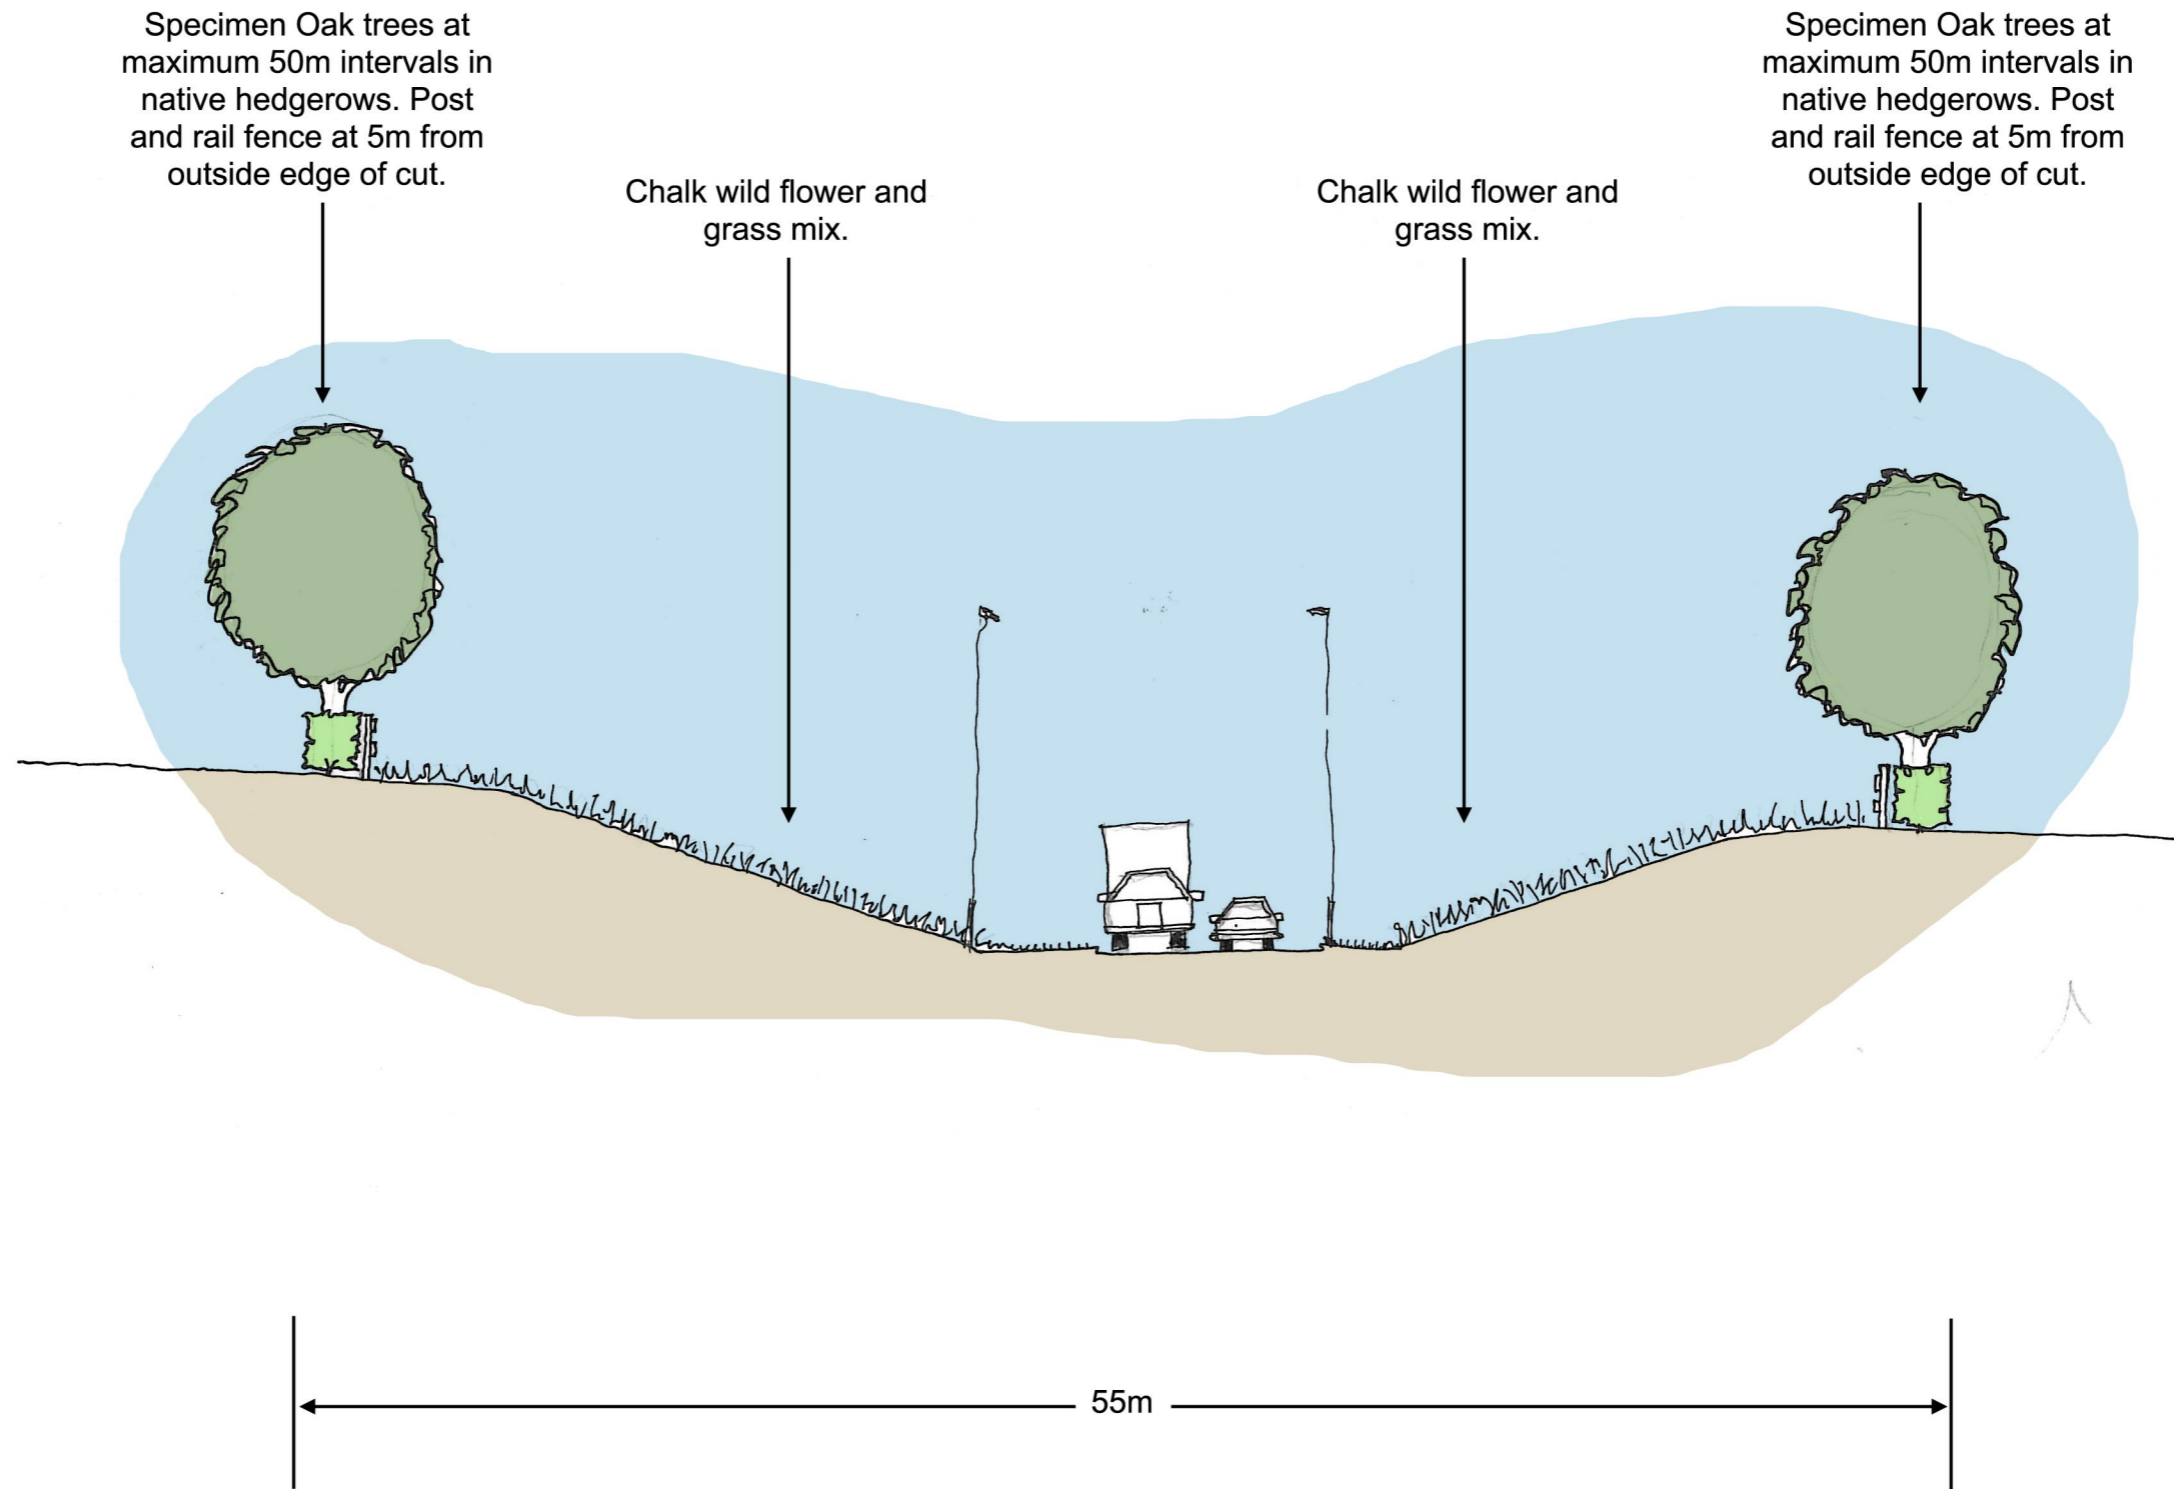 Specimen Oak trees at
maximum 50m intervals in
native hedgerows. Post
and rail fence at 5m from
outside edge of cut.
Chalk wild flower and
grass mix.
Chalk wild flower and
grass mix.
Specimen Oak trees at
maximum 50m intervals in
native hedgerows. Post
and rail fence at 5m from
outside edge of cut.
55m